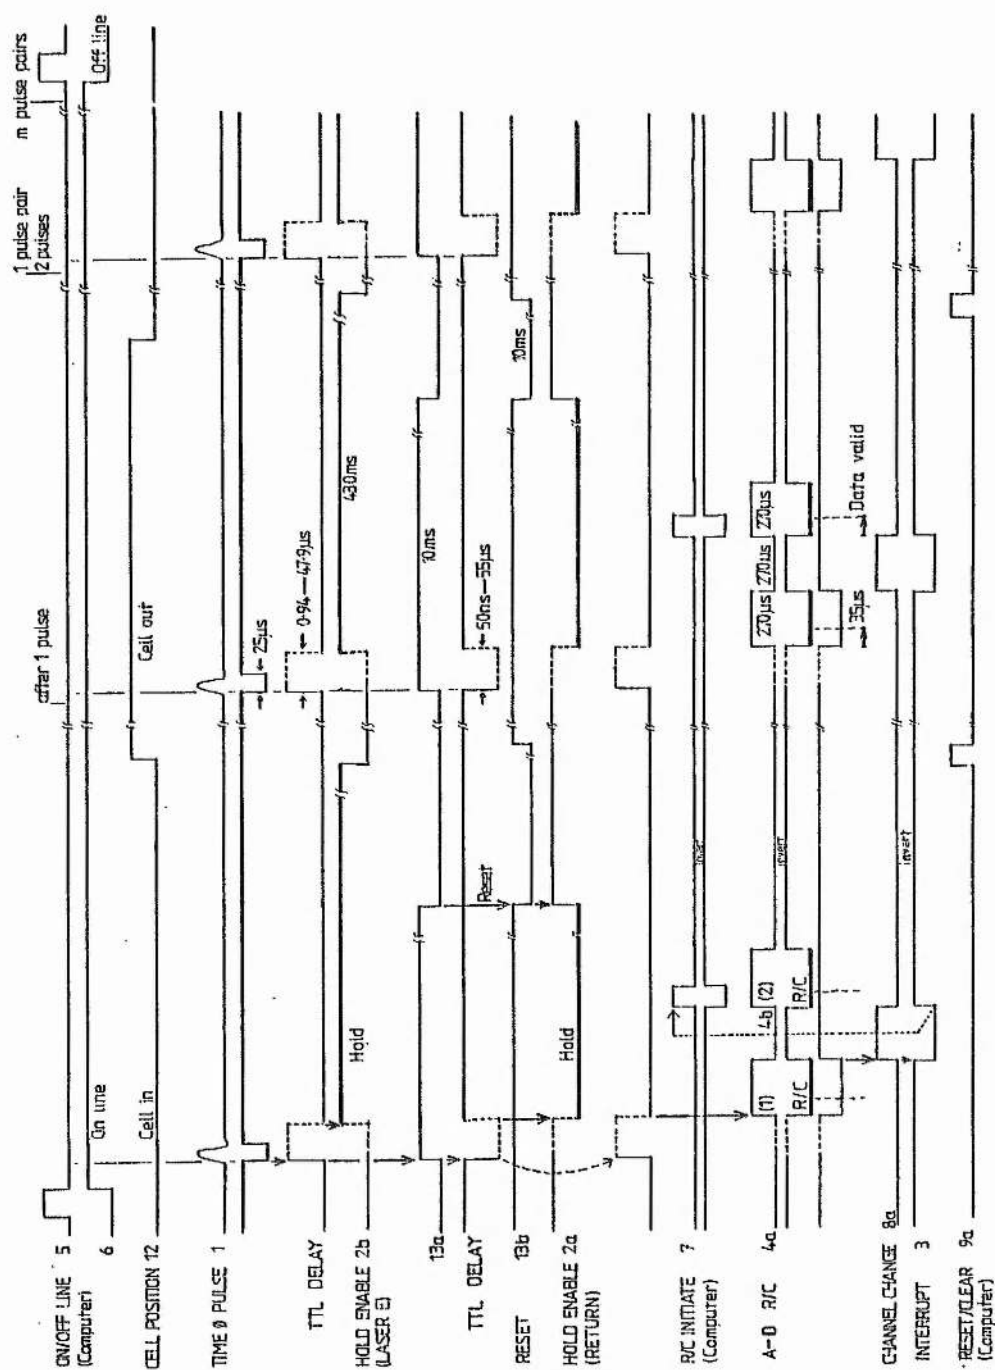 ON/OFF LINE 5
(Computer) 6
CELL POSITION 12
TIME Ø PULSE 1
TTL DELAY
HOLD ENABLE 2b
(LASER E)
13a
TTL DELAY
RESET 13b
HOLD ENABLE 2a
(RETURN)
R/C INITIATE 7
(Computer)
A-D R/C 4a
CHANNEL CHANGE 8a
INTERRUPT 3
RESET/CLEAR 9a
(Computer)
after 1 pulse
1 pulse pair
2 pulses
m pulse pairs
On line
Off line
Cell in
Cell out
25µs
0·94—47·9µs
Hold
430ms
10ms
50ns—55µs
Reset
10ms
Hold
invert
(1)
4b
(2)
invert
270µs
270µs
270µs
R/C
R/C
35µs
Data valid
invert